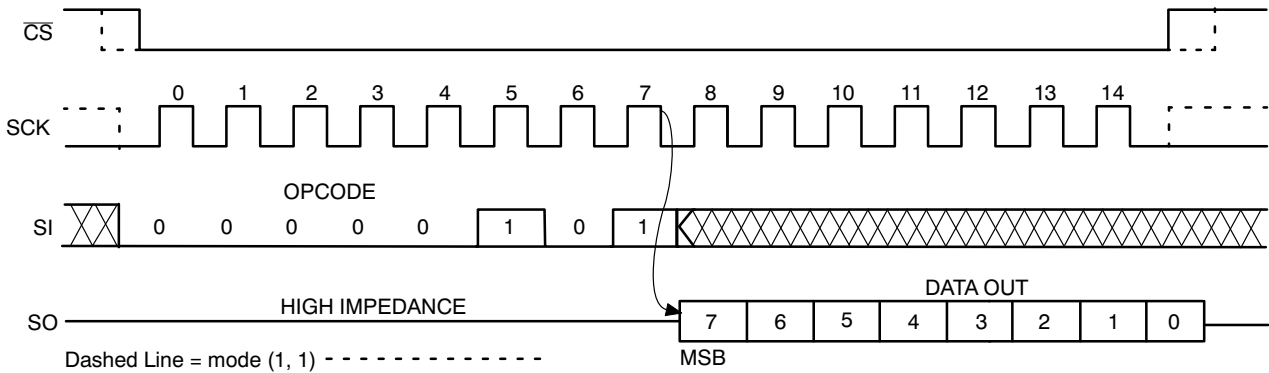 CS
0 1 2 3 4 5 6 7 8 9 10 11 12 13 14
SCK
OPCODE
SI 0 0 0 0 0 1 0 1
DATA OUT
HIGH IMPEDANCE
SO 7 6 5 4 3 2 1 0
Dashed Line = mode (1, 1) MSB